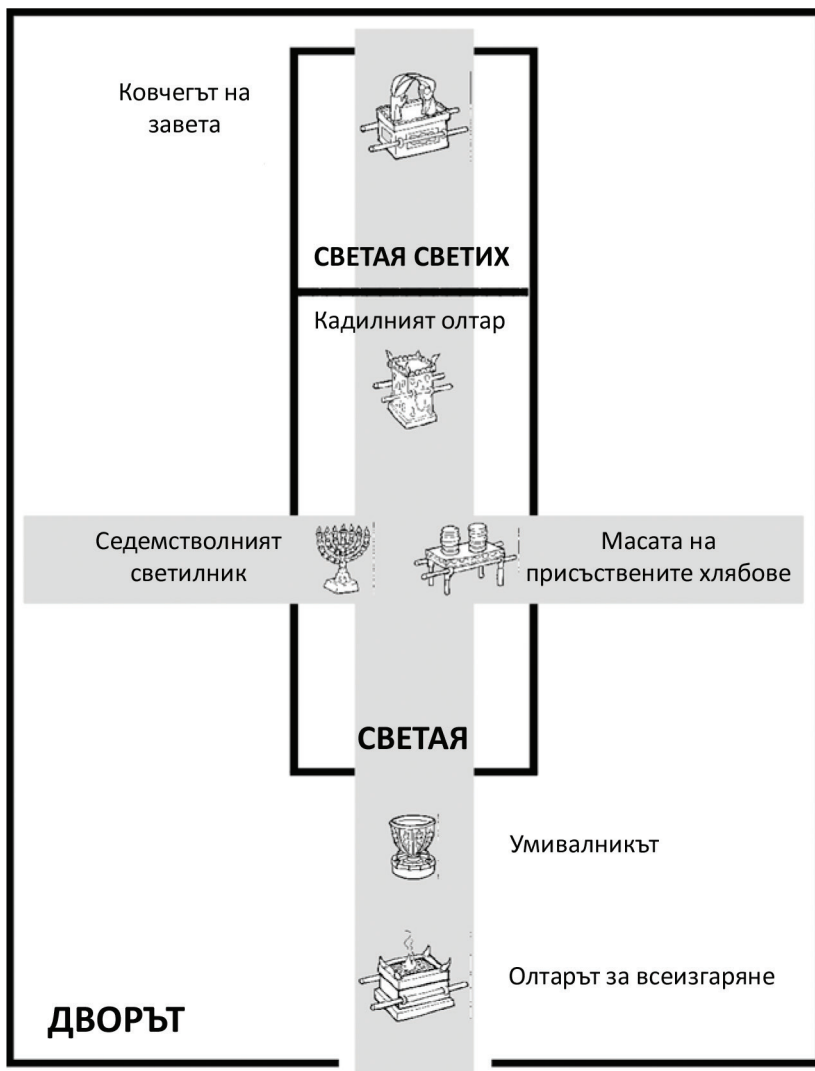 Ковчегът на
завета
СВЕТАЯ СВЕТИХ
Кадилният олтар
Седемстволният
светилник
Масата на
присъствените хлябове
СВЕТАЯ
Умивалникът
Олтарът за всеизгаряне
ДВОРЪТ